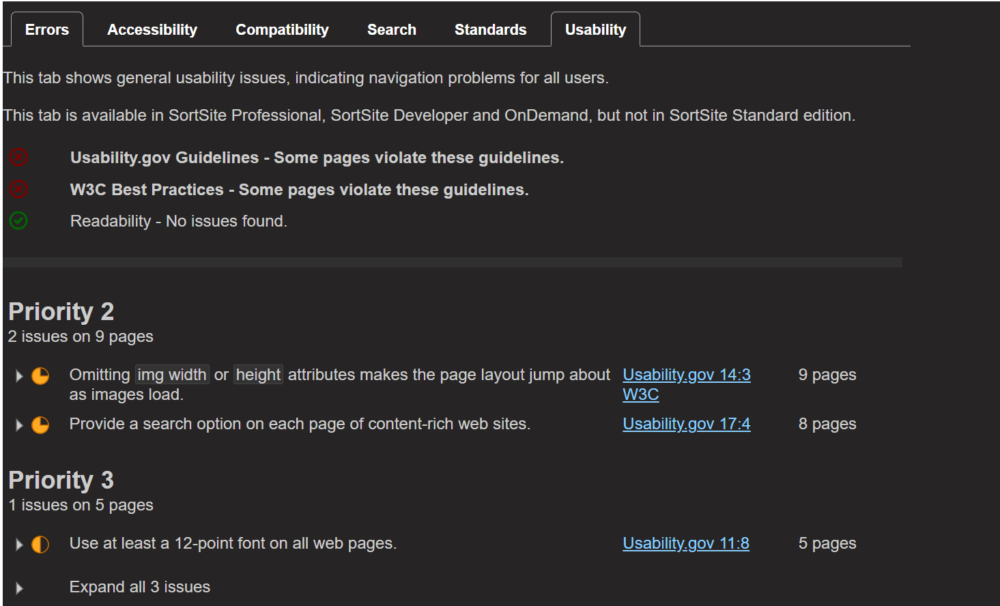 Errors Accessibility Compatibility Search Standards Usability
This tab shows general usability issues, indicating navigation problems for all users.
This tab is available in SortSite Professional, SortSite Developer and OnDemand, but not in SortSite Standard edition.
Usability.gov Guidelines - Some pages violate these guidelines.
W3C Best Practices - Some pages violate these guidelines.
Readability - No issues found.
Priority 2
2 issues on 9 pages
Omitting img width or height attributes makes the page layout jump about Usability.gov 14:3 9 pages
as images load. W3C
Provide a search option on each page of content-rich web sites. Usability.gov 17:4 8 pages
Priority 3
1 issues on 5 pages
Use at least a 12-point font on all web pages. Usability.gov 11:8 5 pages
Expand all 3 issues